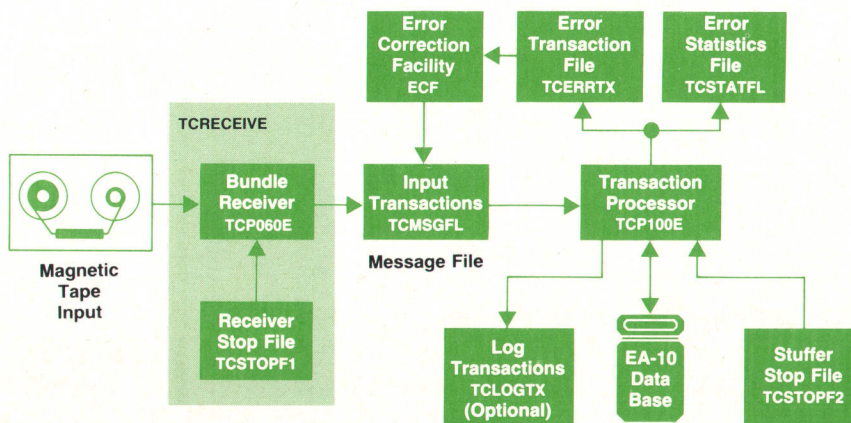 Error
Correction
Facility
ECF
Error
Transaction
File
TCERRTX
Error
Statistics
File
TCSTATFL
TCRECEIVE
Bundle
Receiver
TCP060E
Input
Transactions
TCMSGFL
Transaction
Processor
TCP100E
Magnetic
Tape
Input
Message File
Receiver
Stop File
TCSTOPF1
Log
Transactions
TCLOGTX
(Optional)
EA-10
Data
Base
Stuffer
Stop File
TCSTOPF2